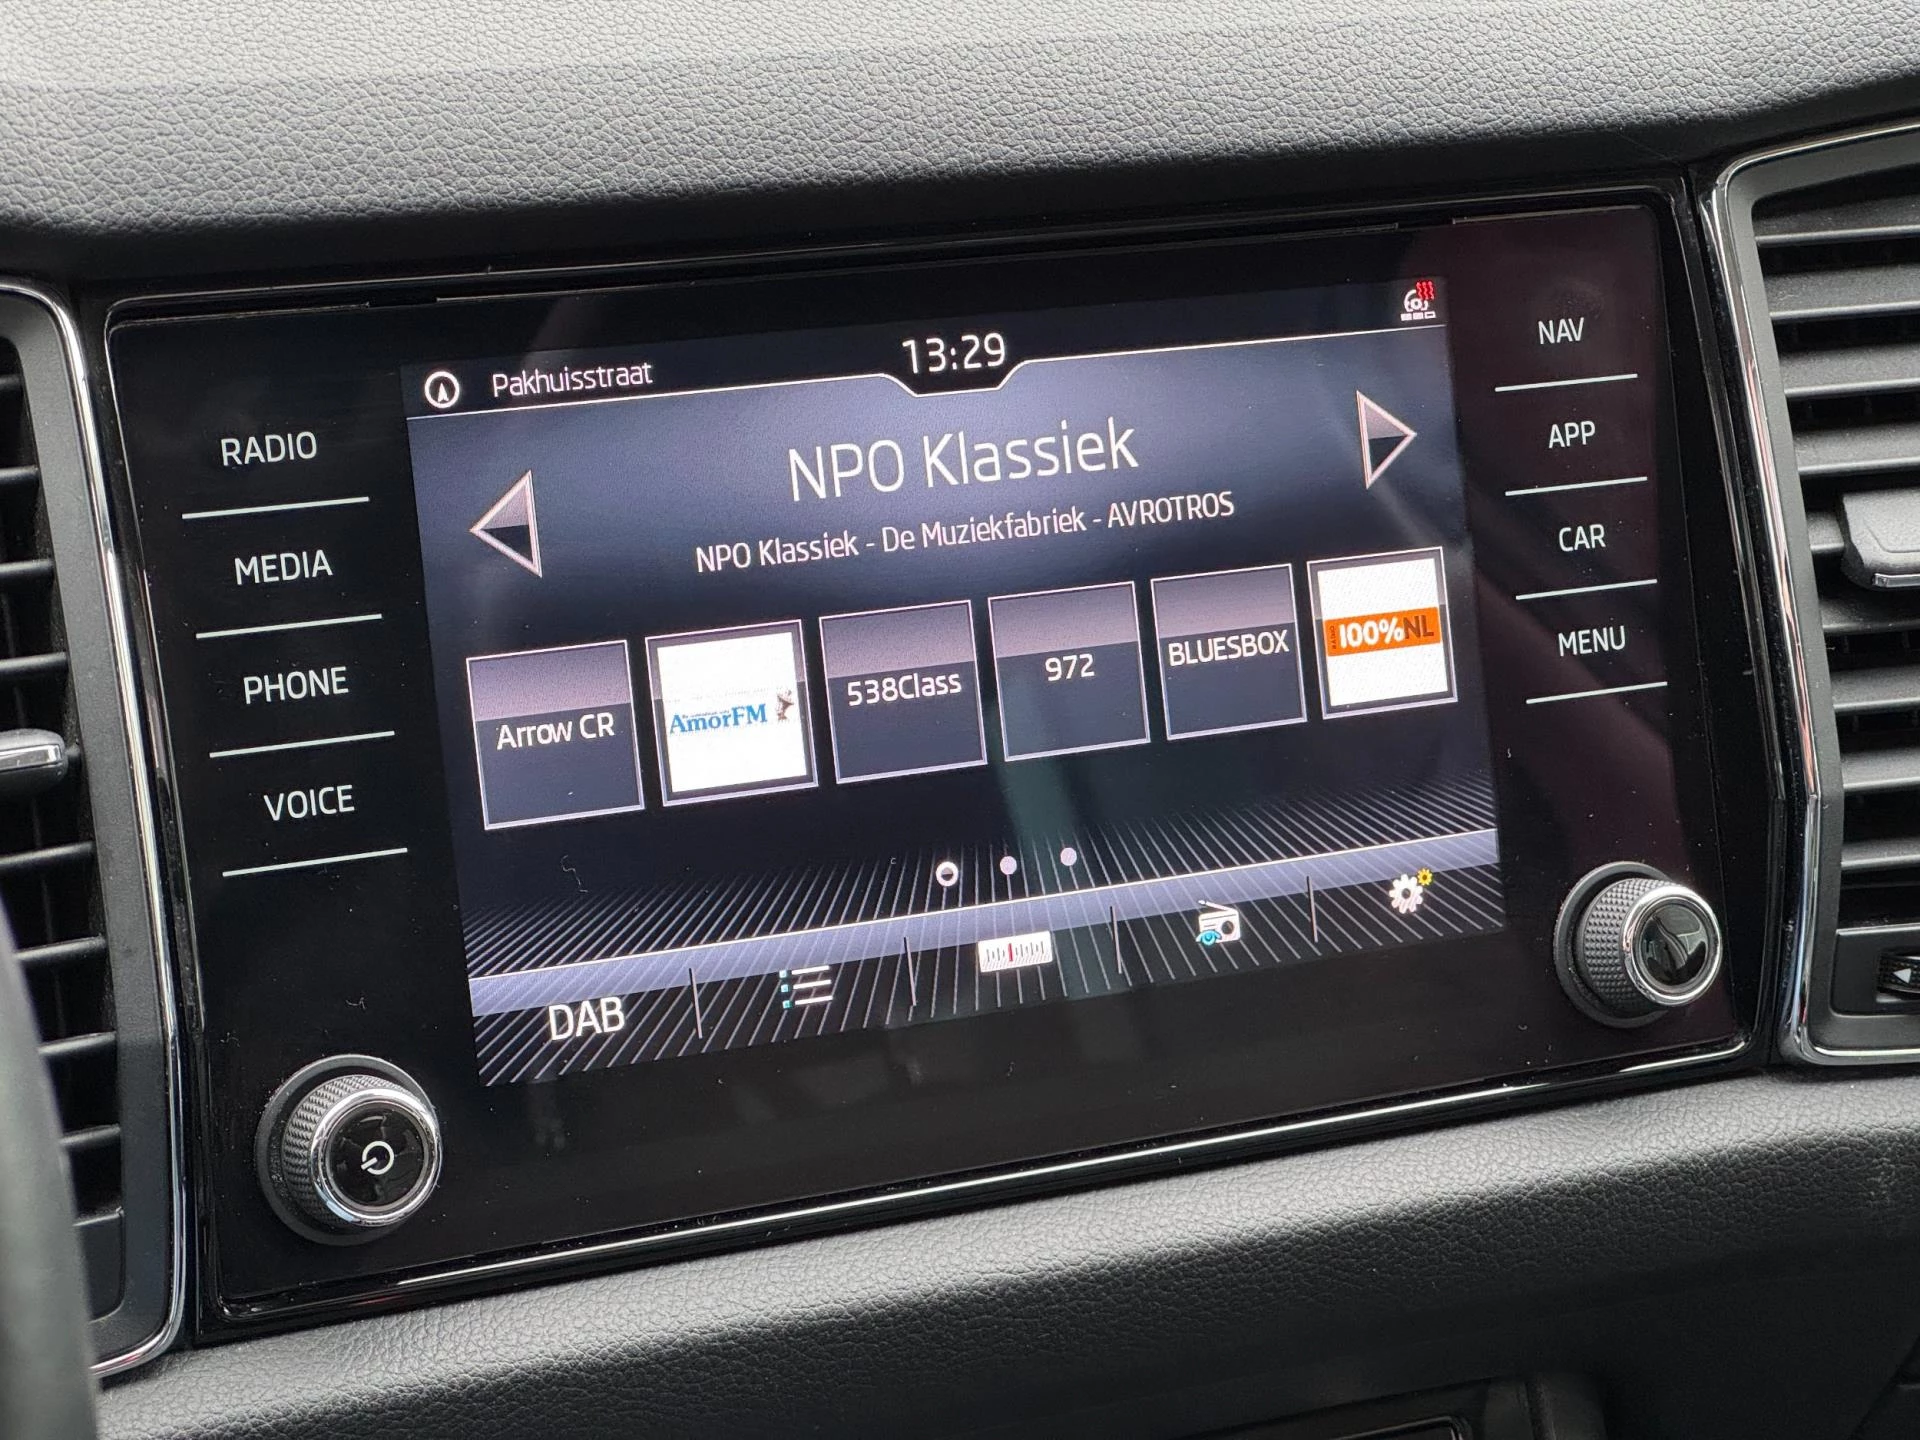 Pakhuisstraat
13:29
NPO Klassiek
NPO Klassiek - De Muziekfabriek - AVROTROS
Arrow CR
AmorFM
538Class
972
BLUESBOX
RADIO
100%NL
DAB
RADIO
MEDIA
PHONE
VOICE
NAV
APP
CAR
MENU